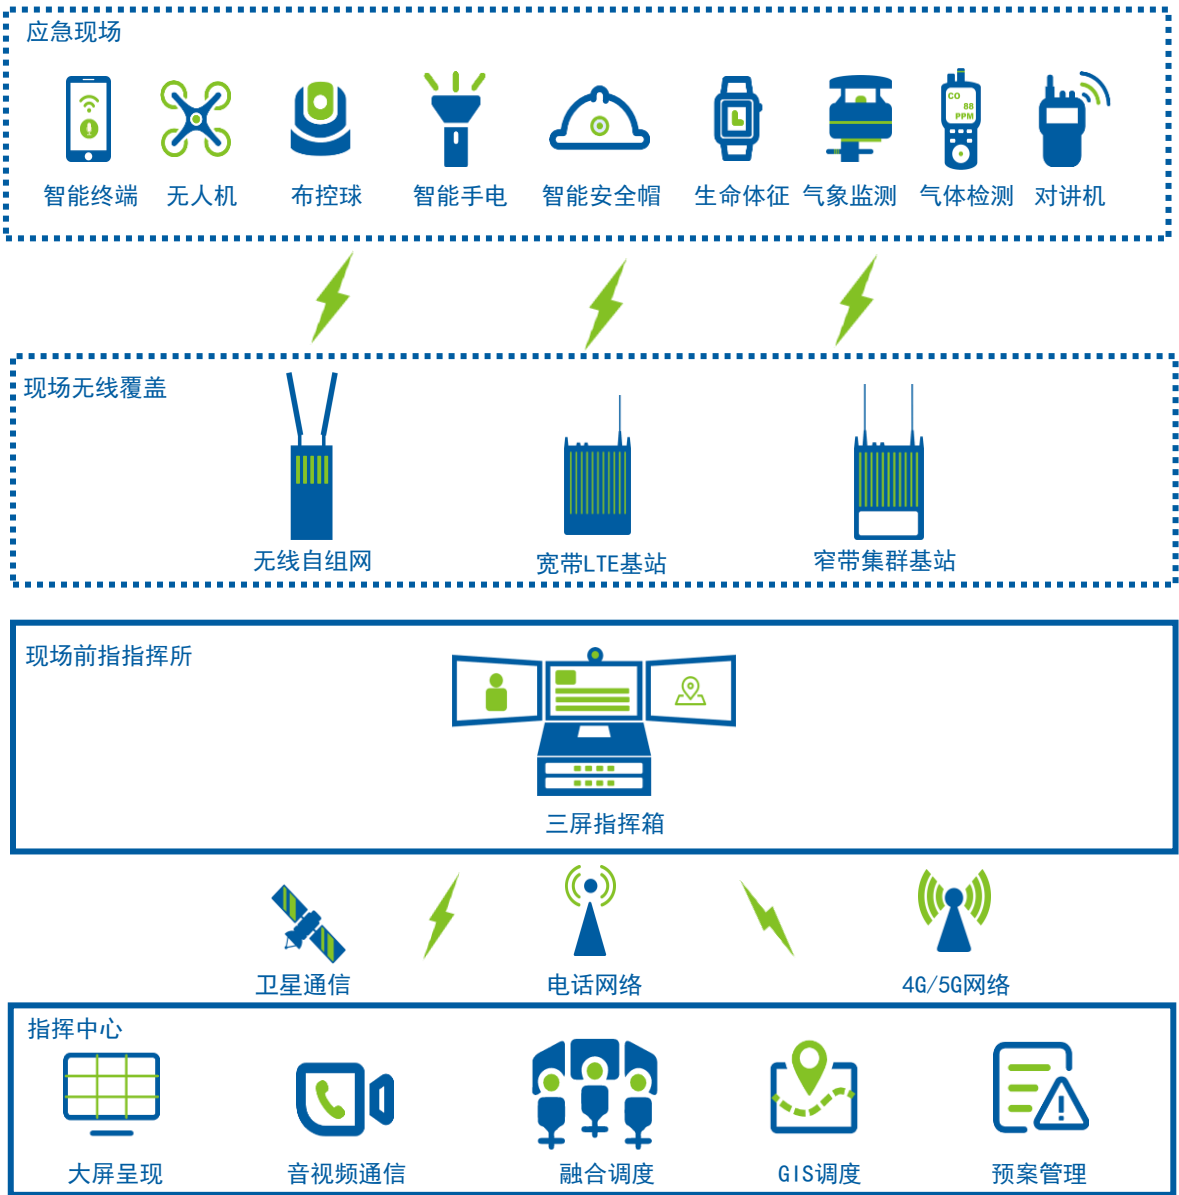 应急现场
CO
88
PPM
智能终端 无人机 布控球 智能手电 智能安全帽 生命体征 气象监测 气体检测 对讲机
现场无线覆盖
无线自组网 宽带LTE基站 窄带集群基站
现场前指指挥所
三屏指挥箱
卫星通信 电话网络 4G/5G网络
指挥中心
大屏呈现 音视频通信 融合调度 GIS调度 预案管理